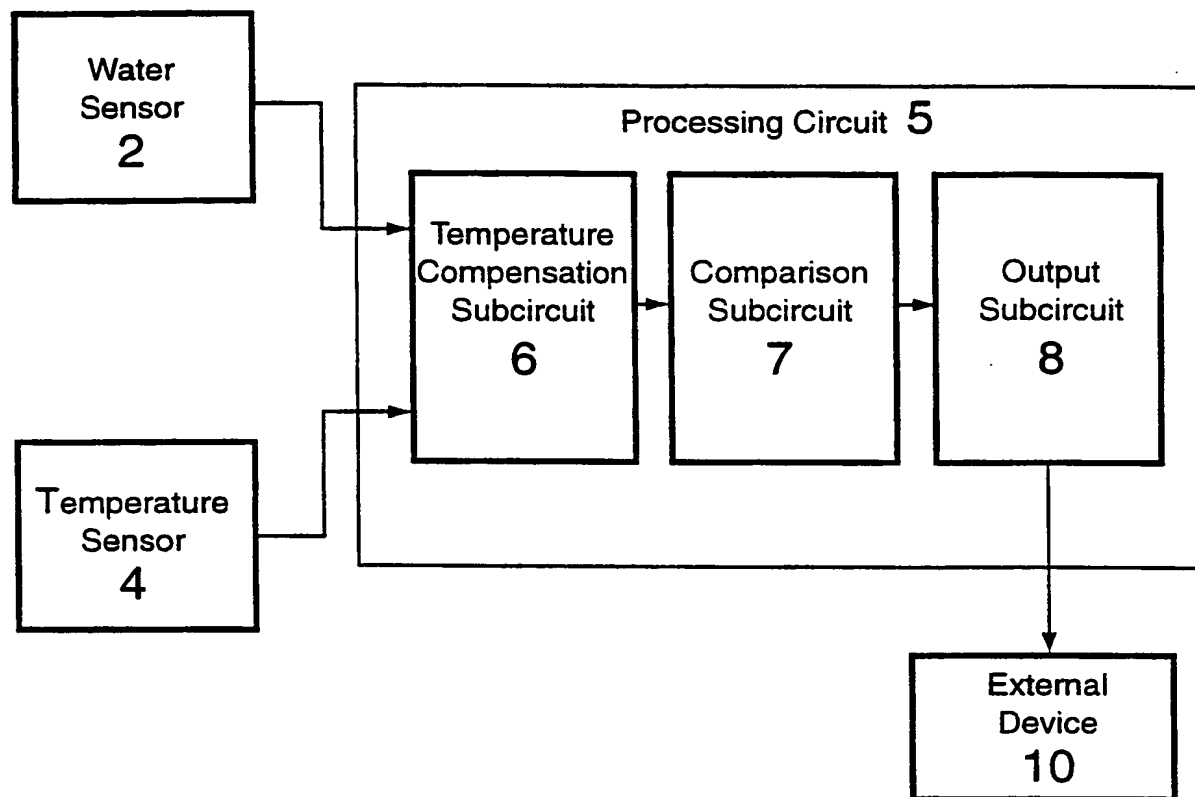 Water
Sensor
2
Processing Circuit 5
Temperature
Compensation
Subcircuit
6
Comparison
Subcircuit
7
Output
Subcircuit
8
Temperature
Sensor
4
External
Device
10